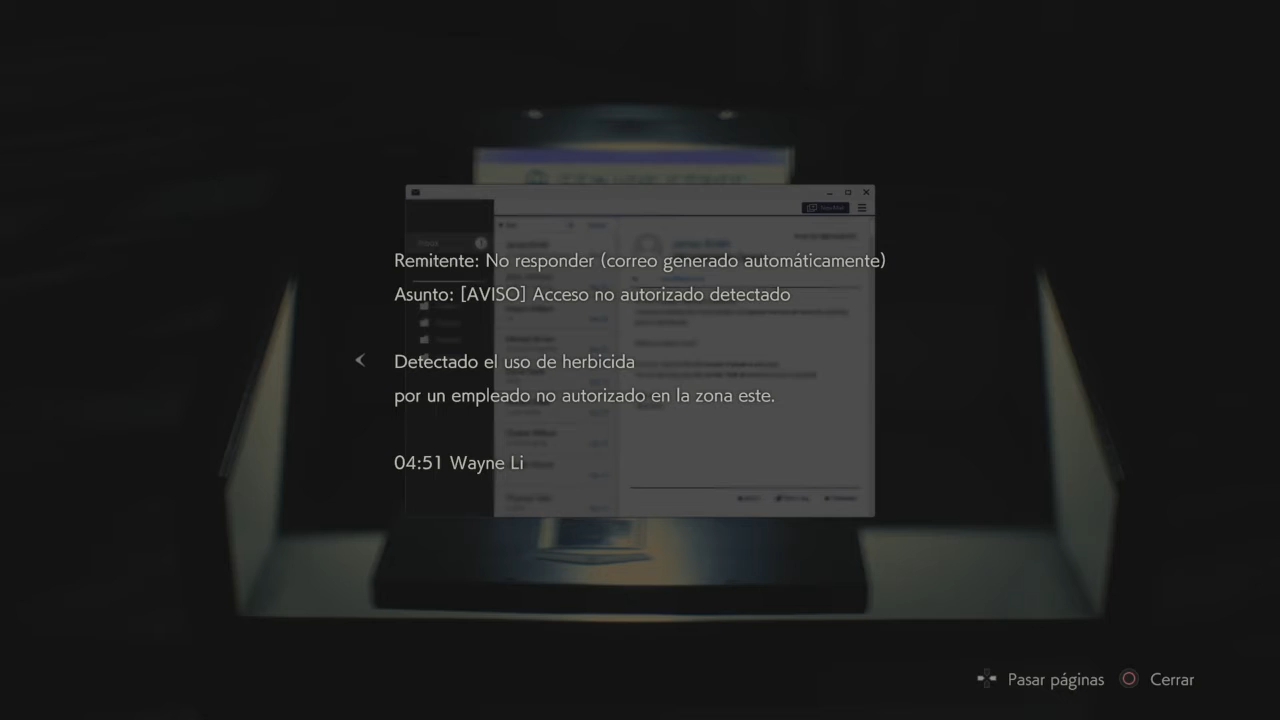 Remitente: No responder (correo generado automáticamente)
Asunto: [AVISO] Acceso no autorizado detectado
Detectado el uso de herbicida
por un empleado no autorizado en la zona este.
04:51 Wayne Li
Pasar páginas
Cerrar